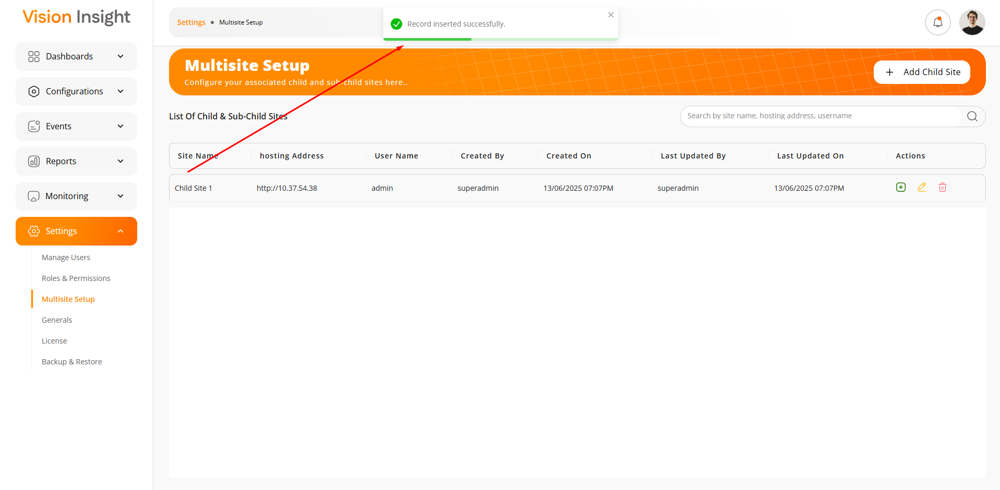 Vision Insight
Settings • Multisite Setup
Record inserted successfully.
Dashboards
Configurations
Events
Reports
Monitoring
Settings
Manage Users
Roles & Permissions
Multisite Setup
Generals
License
Backup & Restore
Multisite Setup
Configure your associated child and sub-child sites here..
Add Child Site
List Of Child & Sub-Child Sites
Search by site name, hosting address, username
Site Name hosting Address User Name Created By Created On Last Updated By Last Updated On Actions
Child Site 1 http://10.37.54.38 admin superadmin 13/06/2025 07:07PM superadmin 13/06/2025 07:07PM